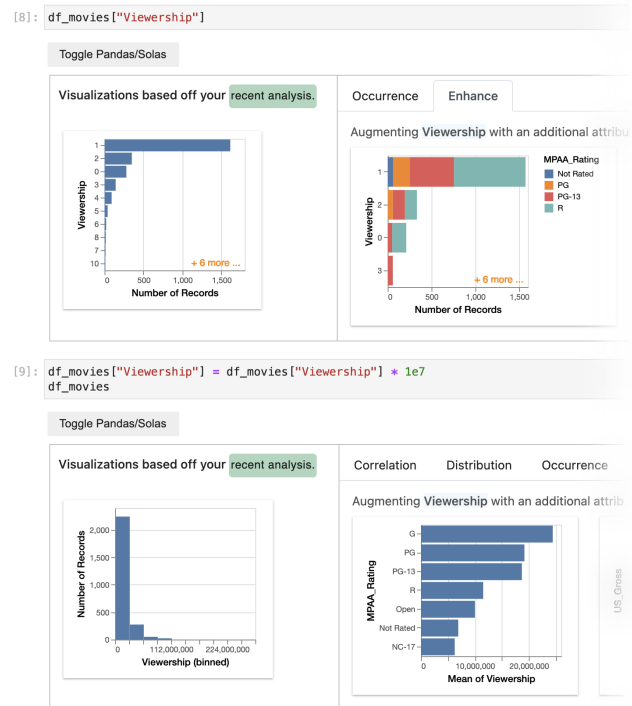 [8]: df_movies["Viewership"]
Toggle Pandas/Solas
Visualizations based off your recent analysis.
1
2
0
3
4
5
6
8
7
10
Viewership
+ 6 more ...
0 500 1,000 1,500
Number of Records
Occurrence Enhance
Augmenting Viewership with an additional attribu
1
2
0
3
Viewership
+ 6 more ...
0 500 1,000 1,500
Number of Records
MPAA_Rating
Not Rated
PG
PG-13
R
[9]: df_movies["Viewership"] = df_movies["Viewership"] * 1e7
df_movies
Toggle Pandas/Solas
Visualizations based off your recent analysis.
2,000
1,500
1,000
500
0
Number of Records
0 112,000,000 224,000,000
Viewership (binned)
Correlation Distribution Occurrence
Augmenting Viewership with an additional attrib
G
PG
PG-13
R
Open
Not Rated
NC-17
MPAA_Rating
0 10,000,000 20,000,000
Mean of Viewership
US_Gross